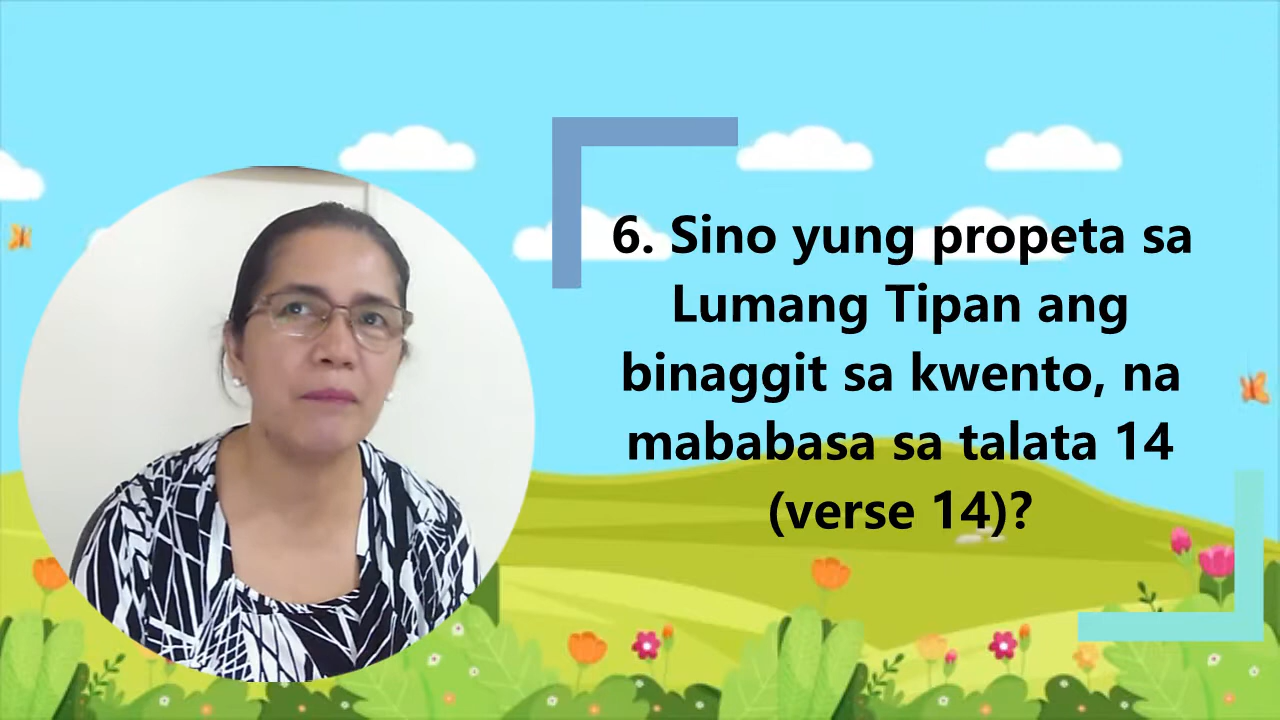 6. Sino yung propeta sa
Lumang Tipan ang
binaggit sa kwento, na
mababasa sa talata 14
(verse 14)?